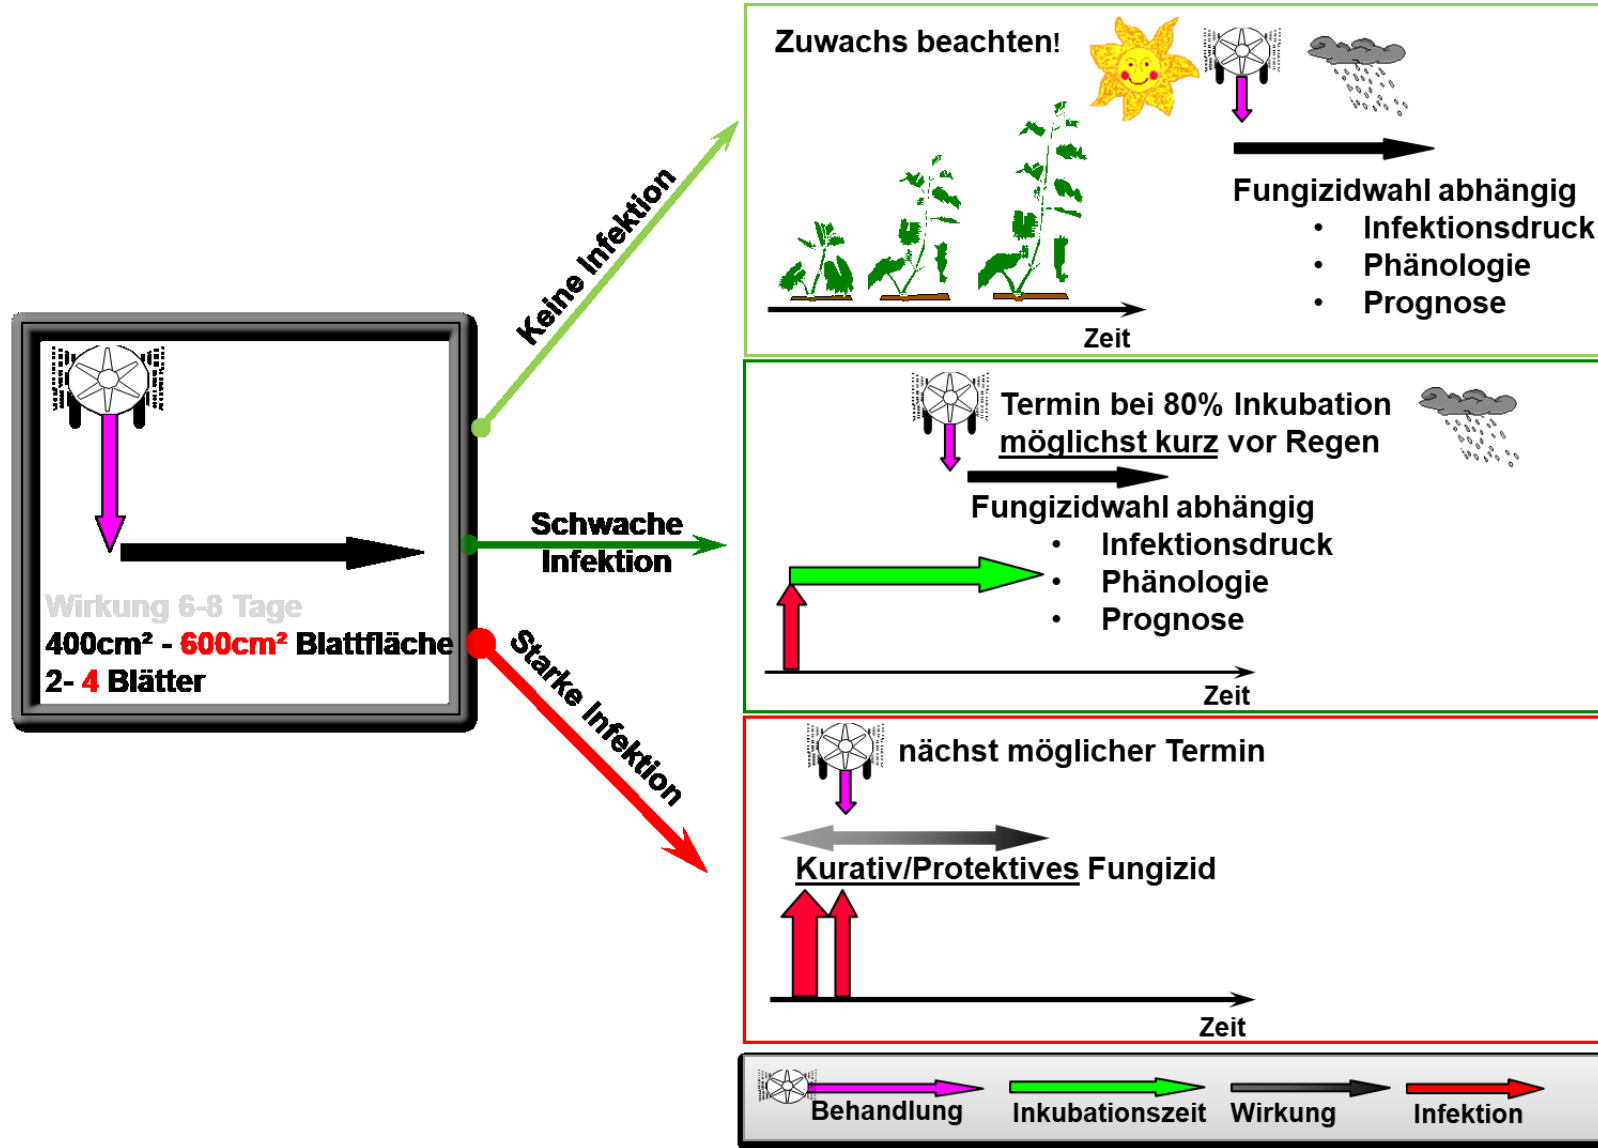 Zuwachs beachten!
Fungizidwahl abhängig
• Infektionsdruck
• Phänologie
• Prognose
Zeit
Keine Infektion
Wirkung 6-8 Tage
400cm² - 600cm² Blattfläche
2- 4 Blätter
Schwache
Infektion
Termin bei 80% Inkubation
möglichst kurz vor Regen
Fungizidwahl abhängig
• Infektionsdruck
• Phänologie
• Prognose
Zeit
Starke Infektion
nächst möglicher Termin
Kurativ/Protektives Fungizid
Zeit
Behandlung
Inkubationszeit
Wirkung
Infektion